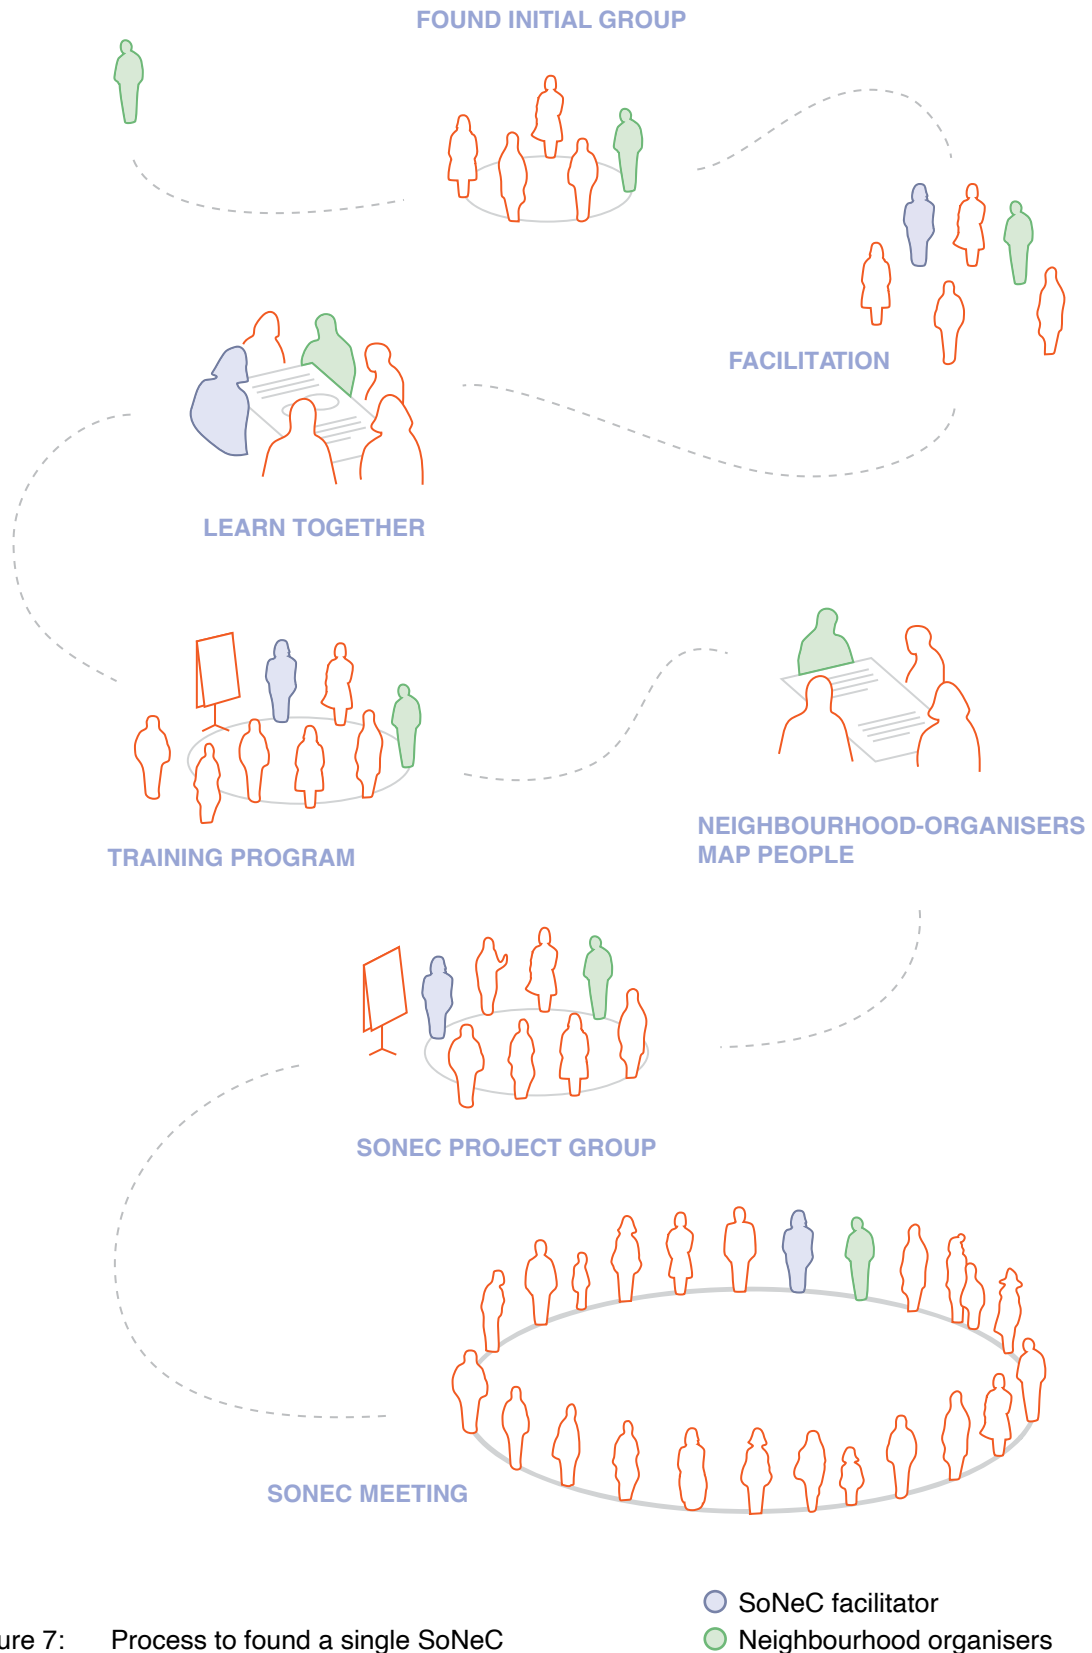 FOUND INITIAL GROUP
FACILITATION
LEARN TOGETHER
TRAINING PROGRAM
NEIGHBOURHOOD-ORGANISERS
MAP PEOPLE
SONEC PROJECT GROUP
SONEC MEETING
SoNeC facilitator
ure 7: Process to found a single SoNeC
Neighbourhood organisers